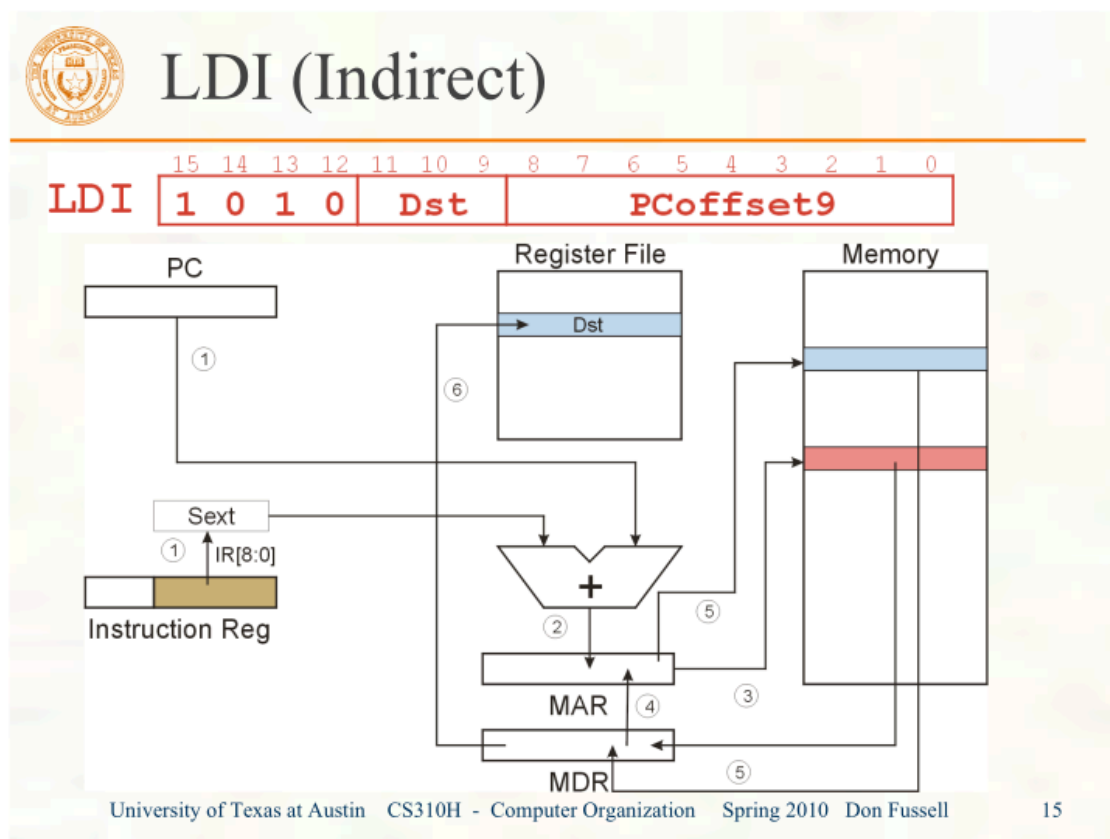 LDI (Indirect)
15 14 13 12 11 10 9 8 7 6 5 4 3 2 1 0
LDI 1 0 1 0 Dst PCoffset9
PC
Register File
Memory
Dst
1
6
Sext
1
IR[8:0]
+
Instruction Reg
2
5
MAR
4
3
MDR
5
University of Texas at Austin CS310H - Computer Organization Spring 2010 Don Fussell 15